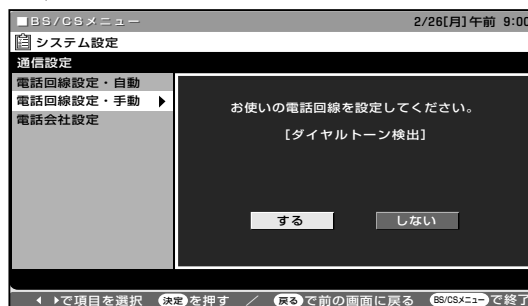 ■BS/CSメニュー 2/26[月]午前 9:00
システム設定
通信設定
電話回線設定・自動
電話回線設定・手動
電話会社設定
お使いの電話回線を設定してください。
[ダイヤルトーン検出]
する しない
で項目を選択 決定を押す / 戻るで前の画面に戻る BS/CSメニューで終了